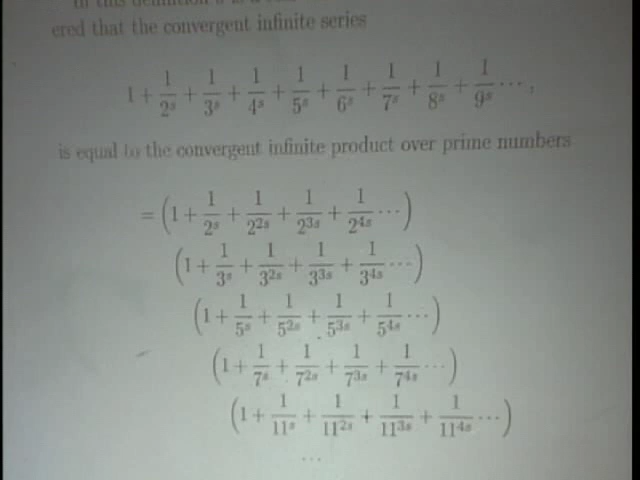 In this definition
ered that the convergent infinite series
1 + 1/2^s + 1/3^s + 1/4^s + 1/5^s + 1/6^s + 1/7^s + 1/8^s + 1/9^s ⋯ ,
is equal to the convergent infinite product over prime numbers
= (1 + 1/2^s + 1/2^{2s} + 1/2^{3s} + 1/2^{4s} ⋯)
(1 + 1/3^s + 1/3^{2s} + 1/3^{3s} + 1/3^{4s} ⋯)
(1 + 1/5^s + 1/5^{2s} + 1/5^{3s} + 1/5^{4s} ⋯)
(1 + 1/7^s + 1/7^{2s} + 1/7^{3s} + 1/7^{4s} ⋯)
(1 + 1/11^s + 1/11^{2s} + 1/11^{3s} + 1/11^{4s} ⋯)
⋯